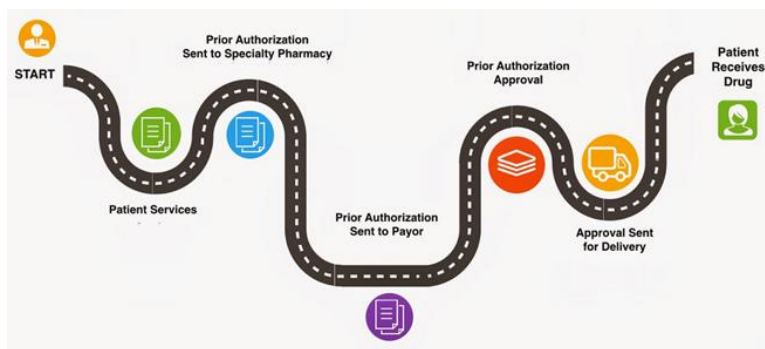 START
Patient Services
Prior Authorization
Sent to Specialty Pharmacy
Prior Authorization
Sent to Payor
Prior Authorization
Approval
Approval Sent
for Delivery
Patient
Receives
Drug